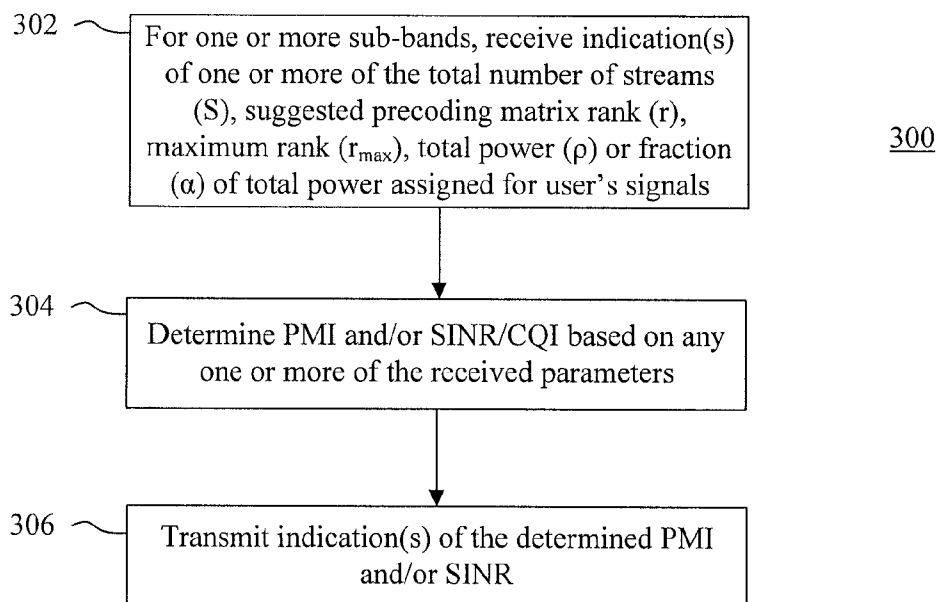 302
For one or more sub-bands, receive indication(s)
of one or more of the total number of streams
(S), suggested precoding matrix rank (r),
maximum rank (rmax), total power (ρ) or fraction
(α) of total power assigned for user's signals
300
304
Determine PMI and/or SINR/CQI based on any
one or more of the received parameters
306
Transmit indication(s) of the determined PMI
and/or SINR